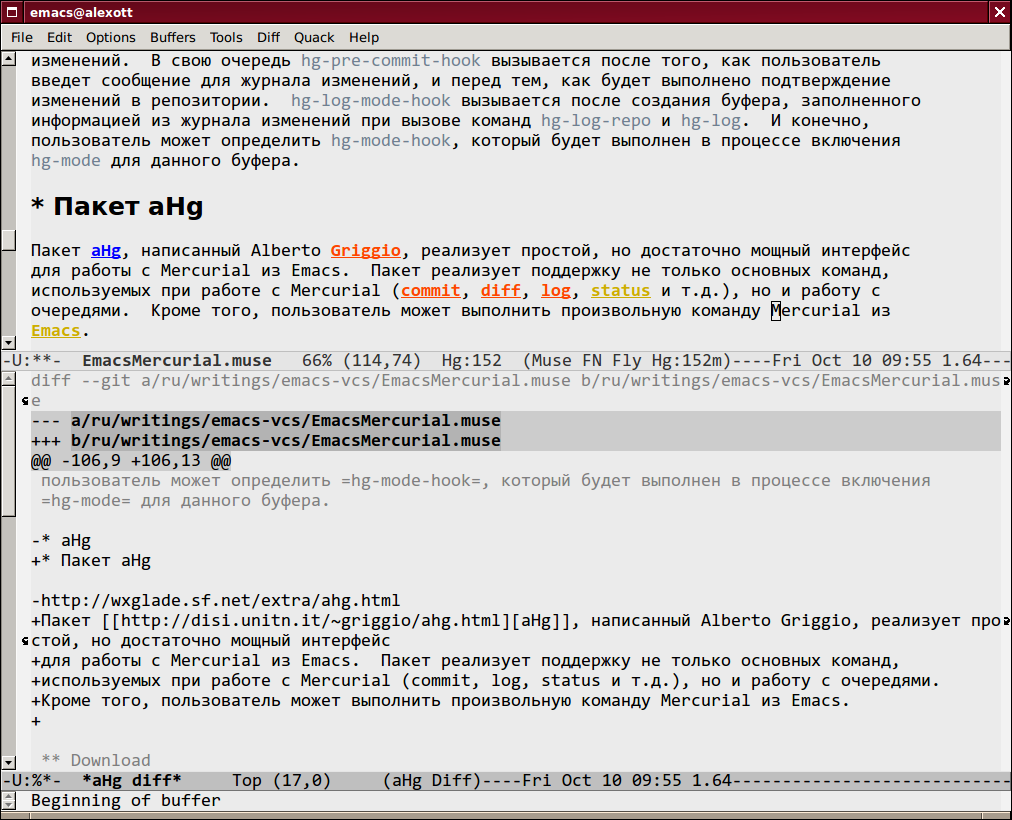 emacs@alexott
File Edit Options Buffers Tools Diff Quack Help
изменений.  В свою очередь hg-pre-commit-hook вызывается после того, как пользователь
введет сообщение для журнала изменений, и перед тем, как будет выполнено подтверждение
изменений в репозитории.  hg-log-mode-hook вызывается после создания буфера, заполненного
информацией из журнала изменений при вызове команд hg-log-repo и hg-log.  И конечно,
пользователь может определить hg-mode-hook, который будет выполнен в процессе включения
hg-mode для данного буфера.
* Пакет aHg
Пакет aHg, написанный Alberto Griggio, реализует простой, но достаточно мощный интерфейс
для работы с Mercurial из Emacs.  Пакет реализует поддержку не только основных команд,
используемых при работе с Mercurial (commit, diff, log, status и т.д.), но и работу с
очередями.  Кроме того, пользователь может выполнить произвольную команду Mercurial из
Emacs.
-U:**-  EmacsMercurial.muse   66% (114,74)  Hg:152  (Muse FN Fly Hg:152m)----Fri Oct 10 09:55 1.64---
diff --git a/ru/writings/emacs-vcs/EmacsMercurial.muse b/ru/writings/emacs-vcs/EmacsMercurial.mus
e
--- a/ru/writings/emacs-vcs/EmacsMercurial.muse
+++ b/ru/writings/emacs-vcs/EmacsMercurial.muse
@@ -106,9 +106,13 @@
 пользователь может определить =hg-mode-hook=, который будет выполнен в процессе включения
 =hg-mode= для данного буфера.
-* aHg
+* Пакет aHg
-http://wxglade.sf.net/extra/ahg.html
+Пакет [[http://disi.unitn.it/~griggio/ahg.html][aHg]], написанный Alberto Griggio, реализует про
стой, но достаточно мощный интерфейс
+для работы с Mercurial из Emacs.  Пакет реализует поддержку не только основных команд,
+используемых при работе с Mercurial (commit, log, status и т.д.), но и работу с очередями.
+Кроме того, пользователь может выполнить произвольную команду Mercurial из Emacs.
+
 ** Download
-U:%*-  *aHg diff*     Top (17,0)     (aHg Diff)----Fri Oct 10 09:55 1.64----------------------------
Beginning of buffer